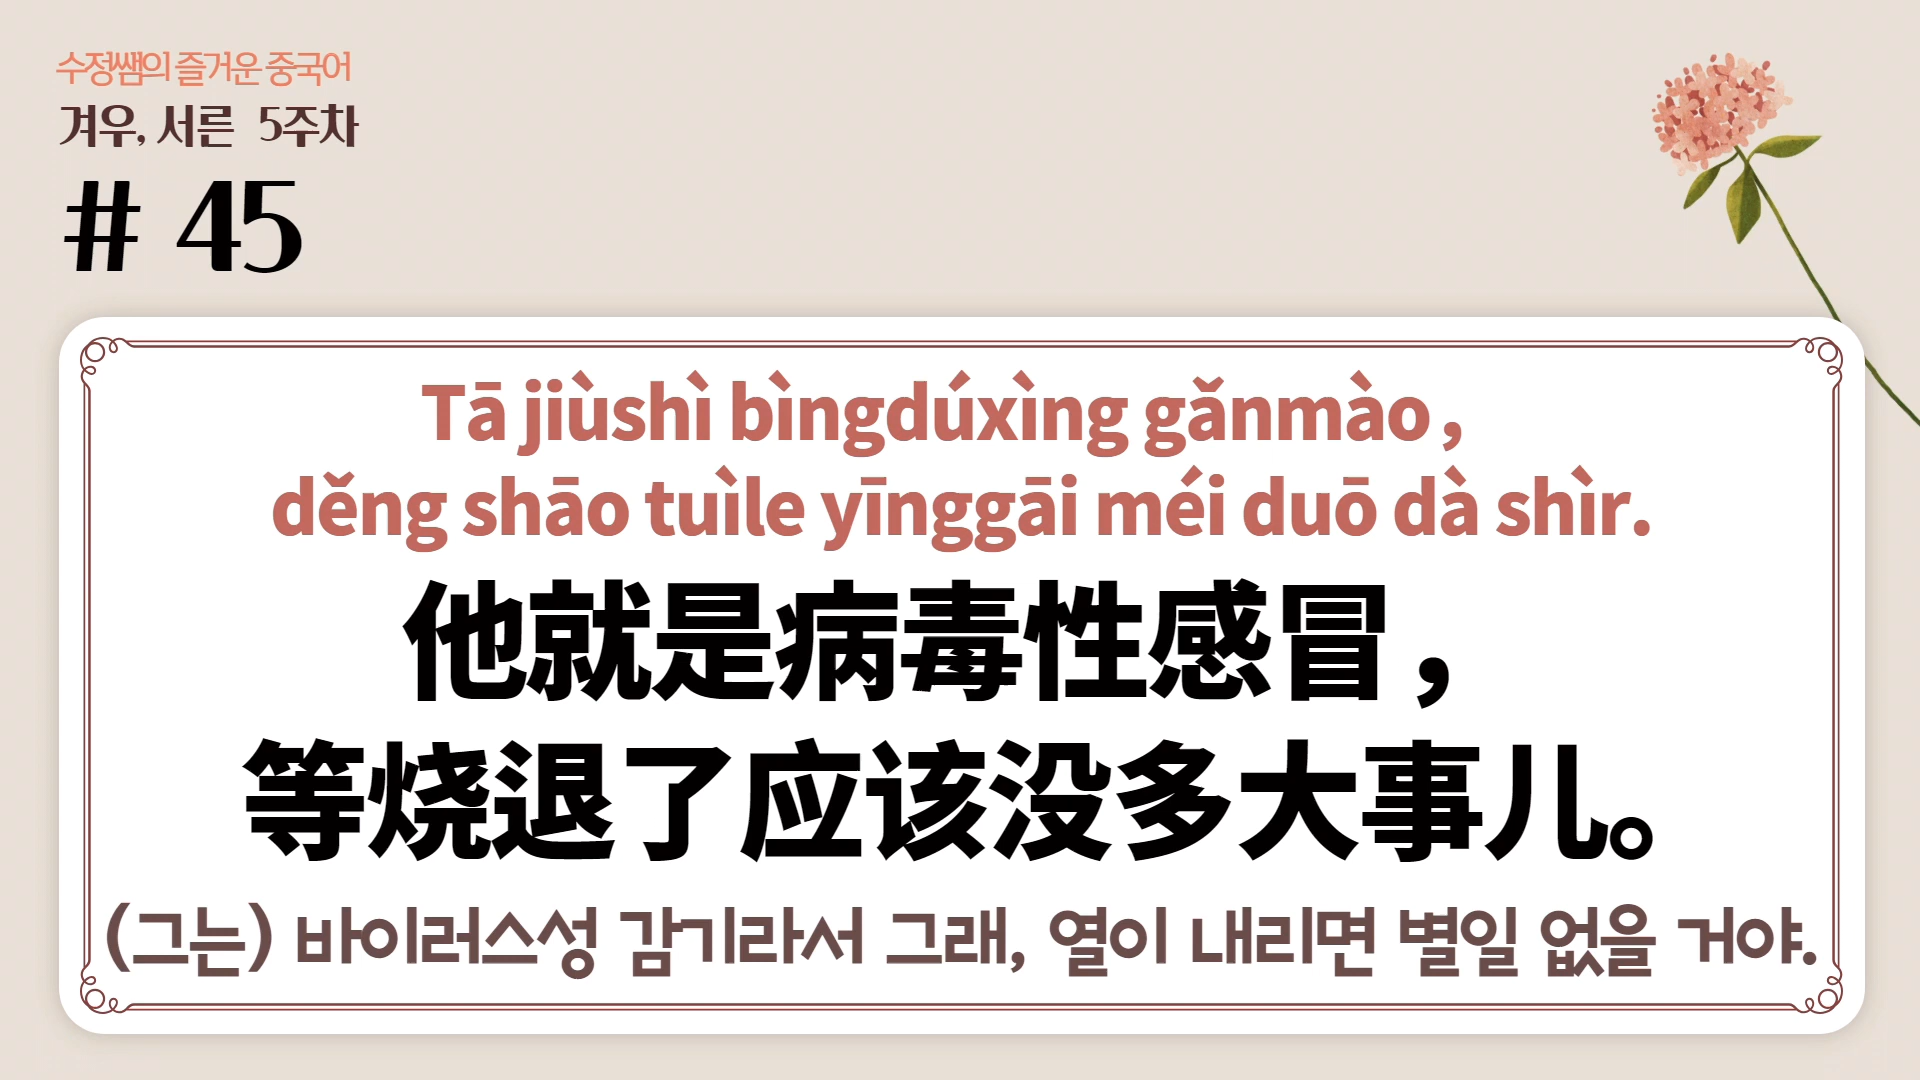 수정쌤의 즐거운 중국어
겨우, 서른 5주차
# 45
Tā jiùshì bìngdúxìng gǎnmào,
děng shāo tuìle yīnggāi méi duō dà shìr.
他就是病毒性感冒，
等烧退了应该没多大事儿。
(그는) 바이러스성 감기라서 그래, 열이 내리면 별일 없을 거야.